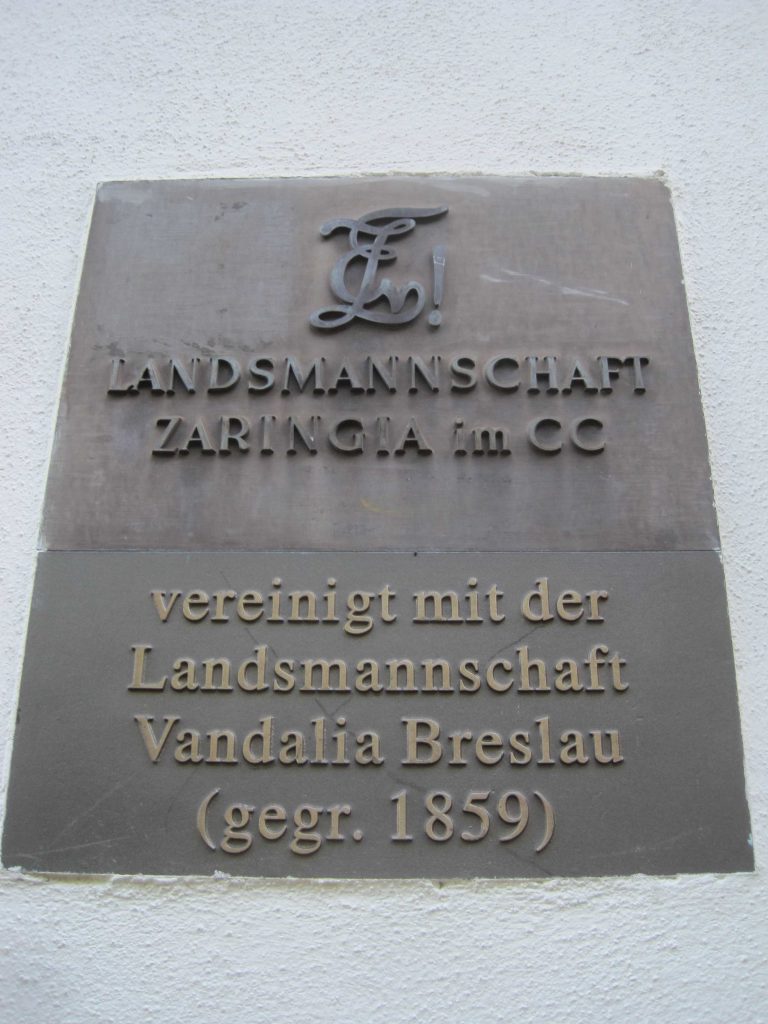 LANDSMANNSCHAFT
ZARINGIA im CC
vereinigt mit der
Landsmannschaft
Vandalia Breslau
(gegr. 1859)